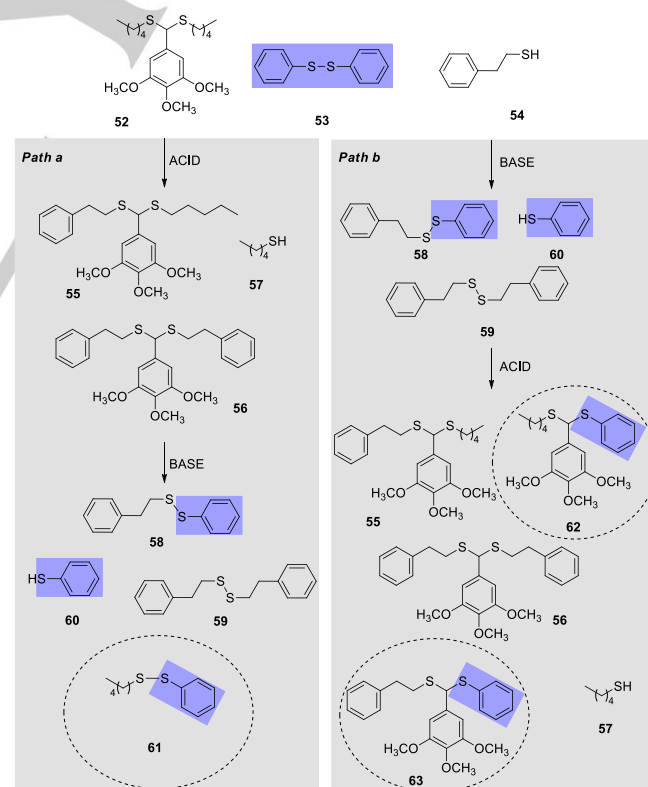 S S
( )4 ( )4
H3CO OCH3
OCH3
52
S S
53
SH
54
Path a
ACID
S S
H3CO OCH3
OCH3
55
( )4 SH
57
S S
H3CO OCH3
OCH3
56
BASE
S
S
58
HS
60
S
S
59
( )4 S S
61
Path b
BASE
S
S
58
HS
60
S
S
59
ACID
S S ( )4
H3CO OCH3
OCH3
55
( )4 S S
H3CO OCH3
OCH3
62
S S
H3CO OCH3
OCH3
56
S S
H3CO OCH3
OCH3
63
( )4 SH
57